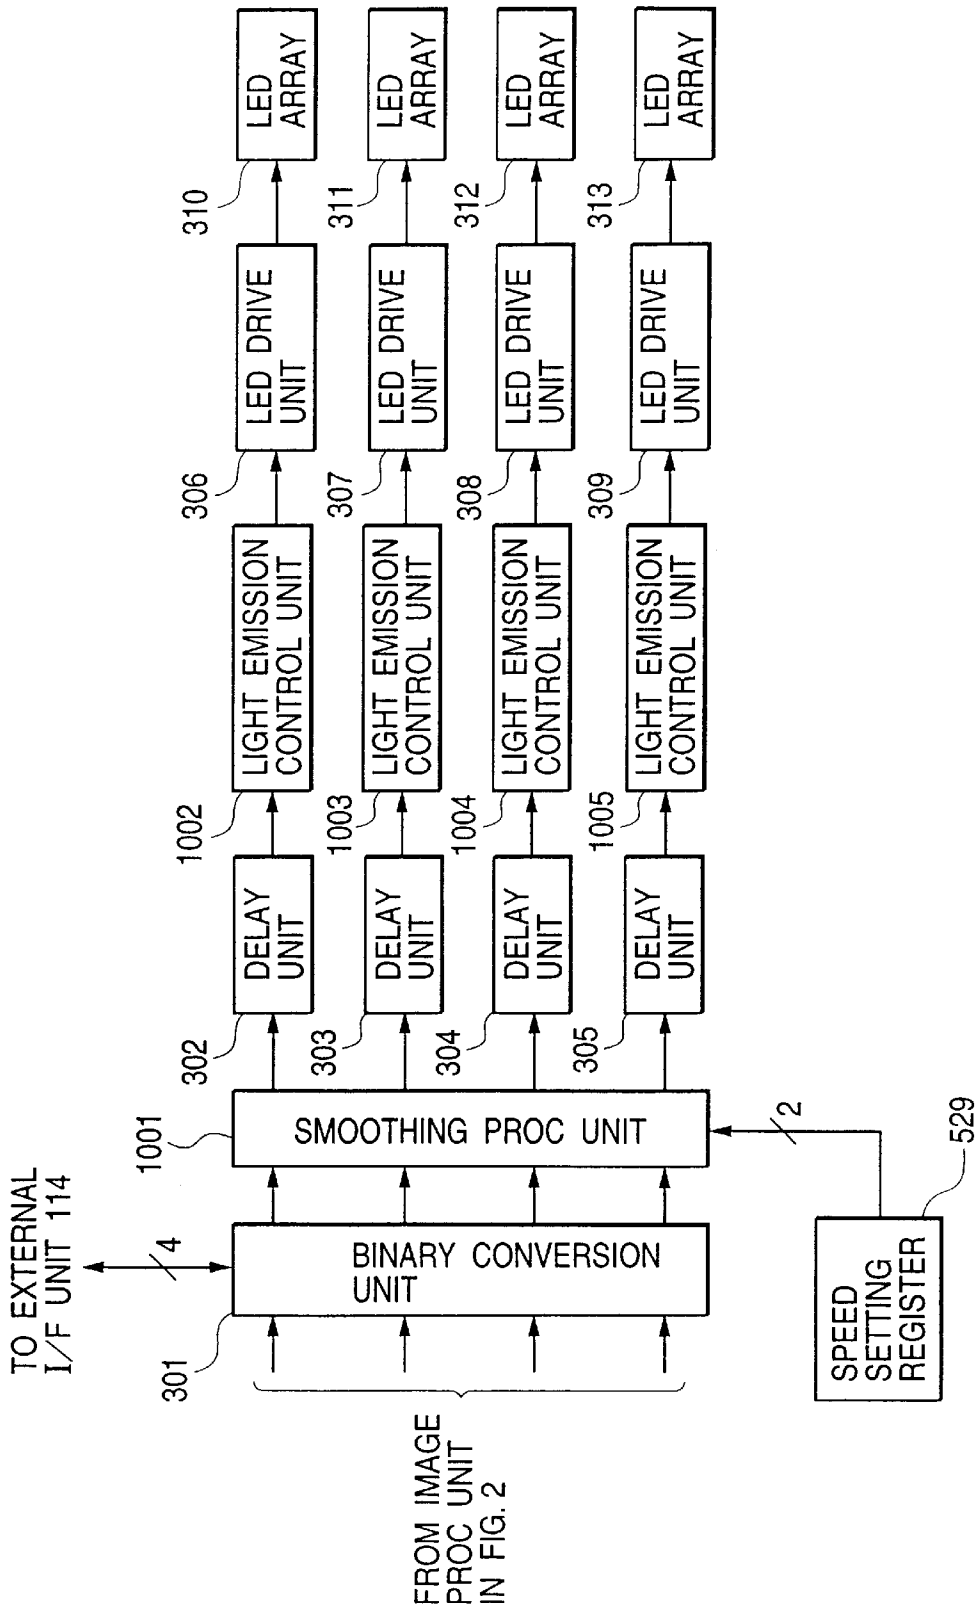 TO EXTERNAL
I/F UNIT 114
4
301
BINARY CONVERSION
UNIT
FROM IMAGE
PROC UNIT
IN FIG. 2
1001
SMOOTHING PROC UNIT
2
SPEED
SETTING
REGISTER
529
302
DELAY
UNIT
1002
LIGHT EMISSION
CONTROL UNIT
306
LED DRIVE
UNIT
310
LED
ARRAY
303
DELAY
UNIT
1003
LIGHT EMISSION
CONTROL UNIT
307
LED DRIVE
UNIT
311
LED
ARRAY
304
DELAY
UNIT
1004
LIGHT EMISSION
CONTROL UNIT
308
LED DRIVE
UNIT
312
LED
ARRAY
305
DELAY
UNIT
1005
LIGHT EMISSION
CONTROL UNIT
309
LED DRIVE
UNIT
313
LED
ARRAY